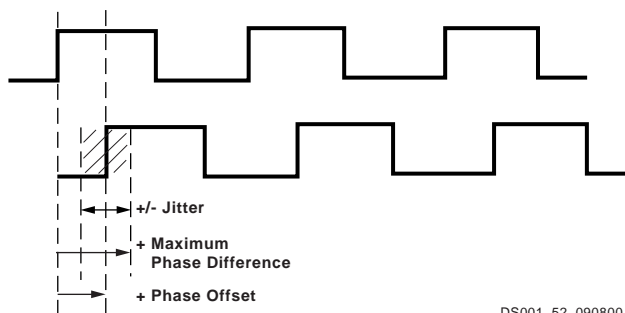 +/- Jitter
+ Maximum
Phase Difference
+ Phase Offset
DS001_52_090800